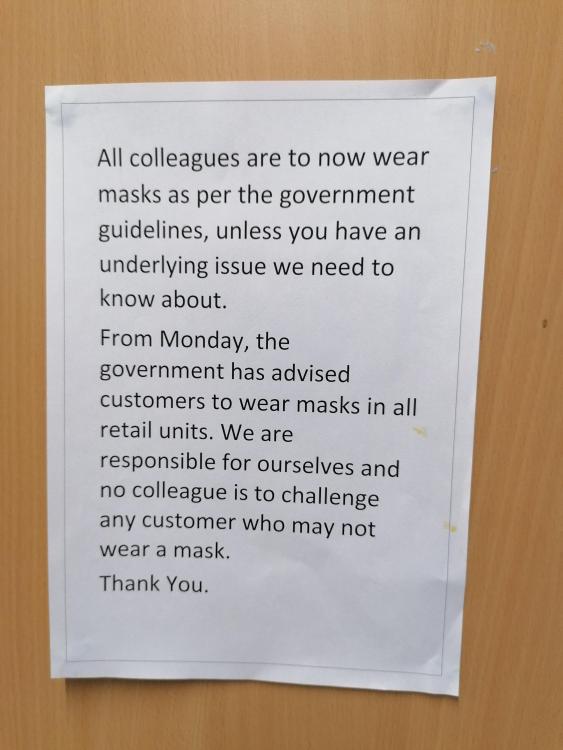 All colleagues are to now wear
masks as per the government
guidelines, unless you have an
underlying issue we need to
know about.
From Monday, the
government has advised
customers to wear masks in all
retail units. We are
responsible for ourselves and
no colleague is to challenge
any customer who may not
wear a mask.
Thank You.